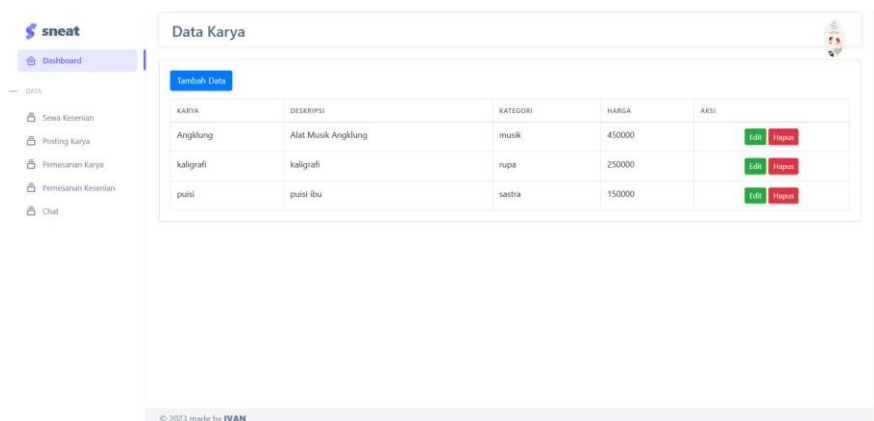 sneat
Dashboard
DATA
Sewa Kesenian
Posting Karya
Pemesanan Karya
Pemesanan Kesenian
Chat
Data Karya
Tambah Data
KARYA DESKRIPSI KATEGORI HARGA AKSI
Angklung Alat Musik Angklung musik 450000 Edit Hapus
kaligrafi kaligrafi rupa 250000 Edit Hapus
puisi puisi ibu sastra 150000 Edit Hapus
© 2023 made by IVAN